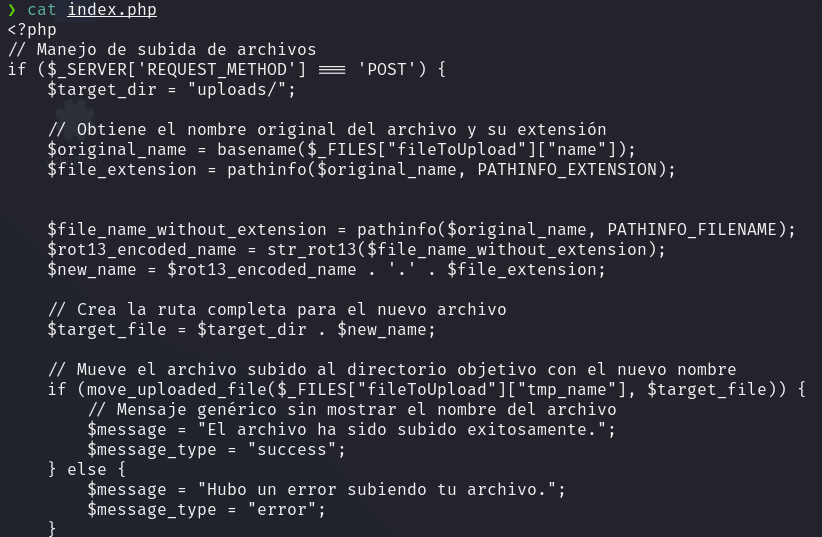 ❯ cat index.php
<?php
// Manejo de subida de archivos
if ($_SERVER['REQUEST_METHOD'] === 'POST') {
    $target_dir = "uploads/";

    // Obtiene el nombre original del archivo y su extensión
    $original_name = basename($_FILES["fileToUpload"]["name"]);
    $file_extension = pathinfo($original_name, PATHINFO_EXTENSION);


    $file_name_without_extension = pathinfo($original_name, PATHINFO_FILENAME);
    $rot13_encoded_name = str_rot13($file_name_without_extension);
    $new_name = $rot13_encoded_name . '.' . $file_extension;

    // Crea la ruta completa para el nuevo archivo
    $target_file = $target_dir . $new_name;

    // Mueve el archivo subido al directorio objetivo con el nuevo nombre
    if (move_uploaded_file($_FILES["fileToUpload"]["tmp_name"], $target_file)) {
        // Mensaje genérico sin mostrar el nombre del archivo
        $message = "El archivo ha sido subido exitosamente.";
        $message_type = "success";
    } else {
        $message = "Hubo un error subiendo tu archivo.";
        $message_type = "error";
    }